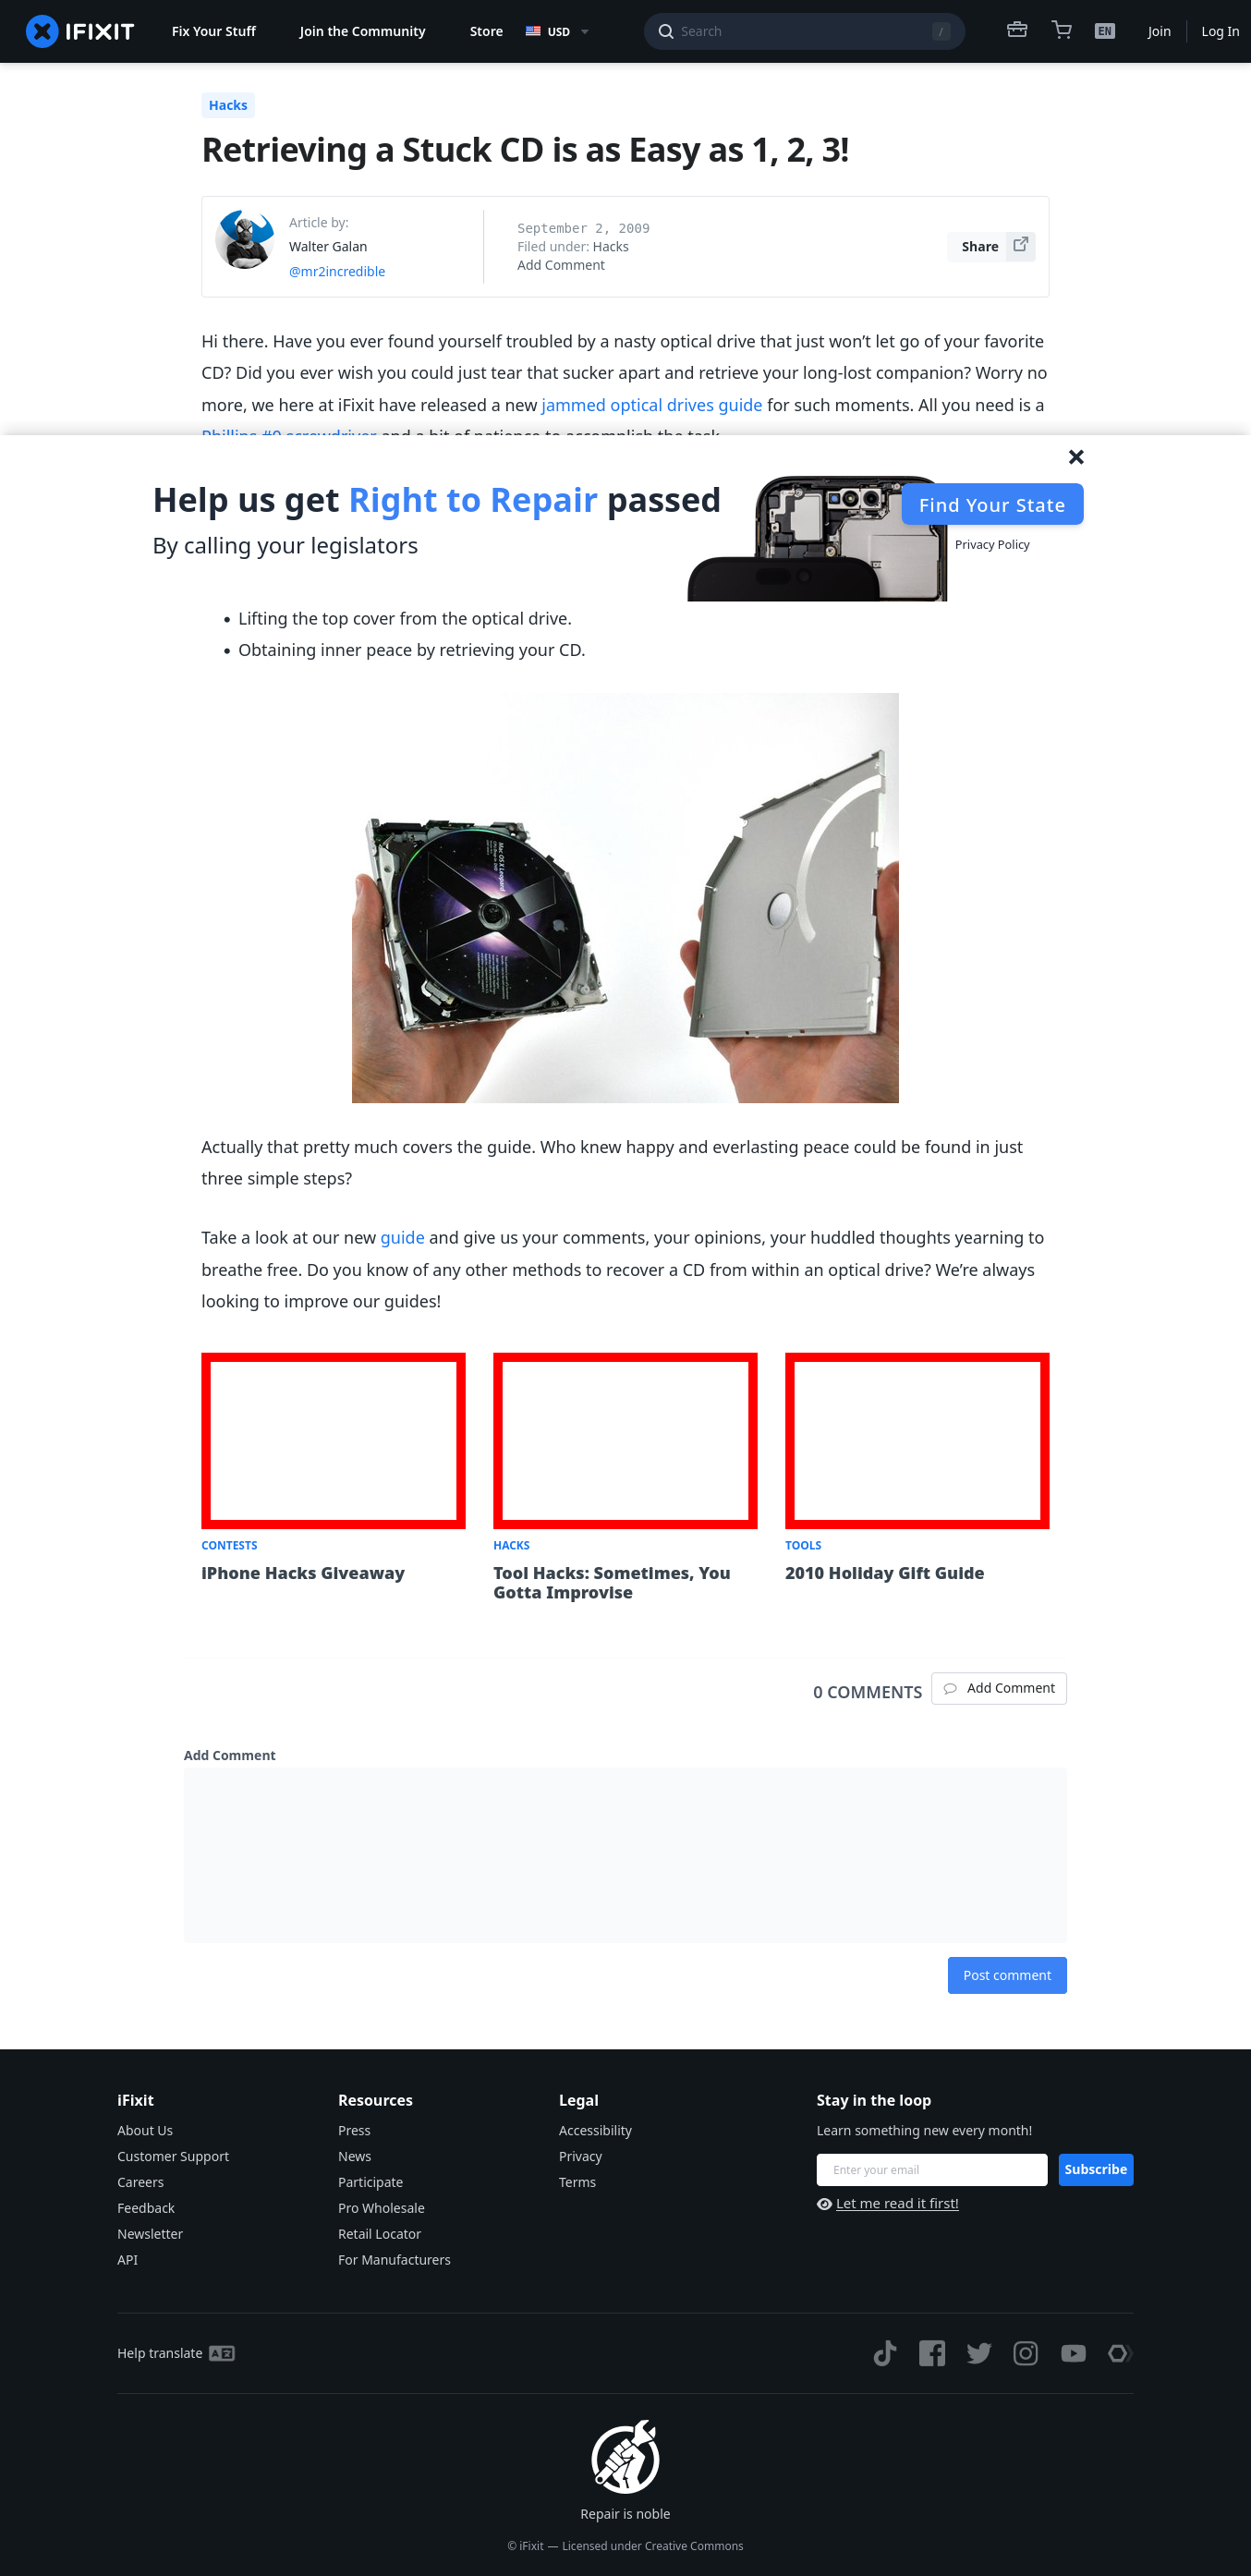 IFIXIT
Fix Your Stuff
Join the Community
Store
USD
Search
/
EN
Join
Log In
Hacks
Retrieving a Stuck CD is as Easy as 1, 2, 3!
Article by:
Walter Galan
@mr2incredible
September 2, 2009
Filed under: Hacks
Add Comment
Share
Hi there. Have you ever found yourself troubled by a nasty optical drive that just won’t let go of your favorite
CD? Did you ever wish you could just tear that sucker apart and retrieve your long-lost companion? Worry no
more, we here at iFixit have released a new jammed optical drives guide for such moments. All you need is a
Phillips #0 screwdriver and a bit of patience to accomplish the task.
Help us get Right to Repair passed
By calling your legislators
Find Your State
Privacy Policy
Lifting the top cover from the optical drive.
Obtaining inner peace by retrieving your CD.
Mac OS X Leopard
Actually that pretty much covers the guide. Who knew happy and everlasting peace could be found in just
three simple steps?
Take a look at our new guide and give us your comments, your opinions, your huddled thoughts yearning to
breathe free. Do you know of any other methods to recover a CD from within an optical drive? We’re always
looking to improve our guides!
CONTESTS
iPhone Hacks Giveaway
HACKS
Tool Hacks: Sometimes, You
Gotta Improvise
TOOLS
2010 Holiday Gift Guide
0 COMMENTS
Add Comment
Add Comment
Post comment
iFixit
About Us
Customer Support
Careers
Feedback
Newsletter
API
Resources
Press
News
Participate
Pro Wholesale
Retail Locator
For Manufacturers
Legal
Accessibility
Privacy
Terms
Stay in the loop
Learn something new every month!
Enter your email
Subscribe
Let me read it first!
Help translate
Repair is noble
© iFixit — Licensed under Creative Commons